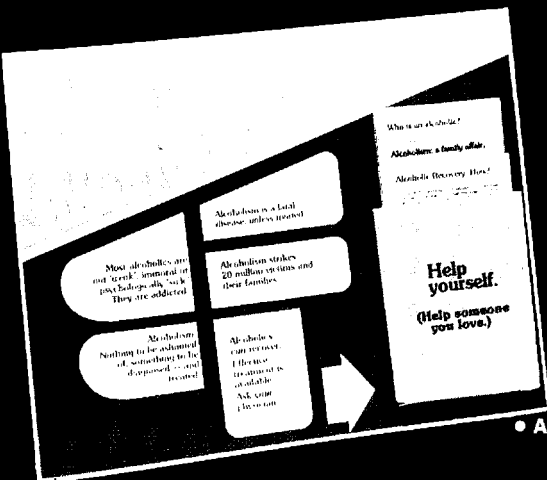 Who is an alcoholic?
Alcoholism: a family affair.
Alcoholic Recovery: How?
Alcoholism is a fatal
disease, unless treated
Most alcoholics are
not "weak", immoral or
psychologically "sick"
They are addicted
Alcoholism strikes
20 million victims and
their families
Alcoholism
Nothing to be ashamed
of, something to be
diagnosed -- and
treated
Alcoholics
can recover.
Effective
treatment is
available
Ask your
physician
Help
yourself.
(Help someone
you love.)
• A